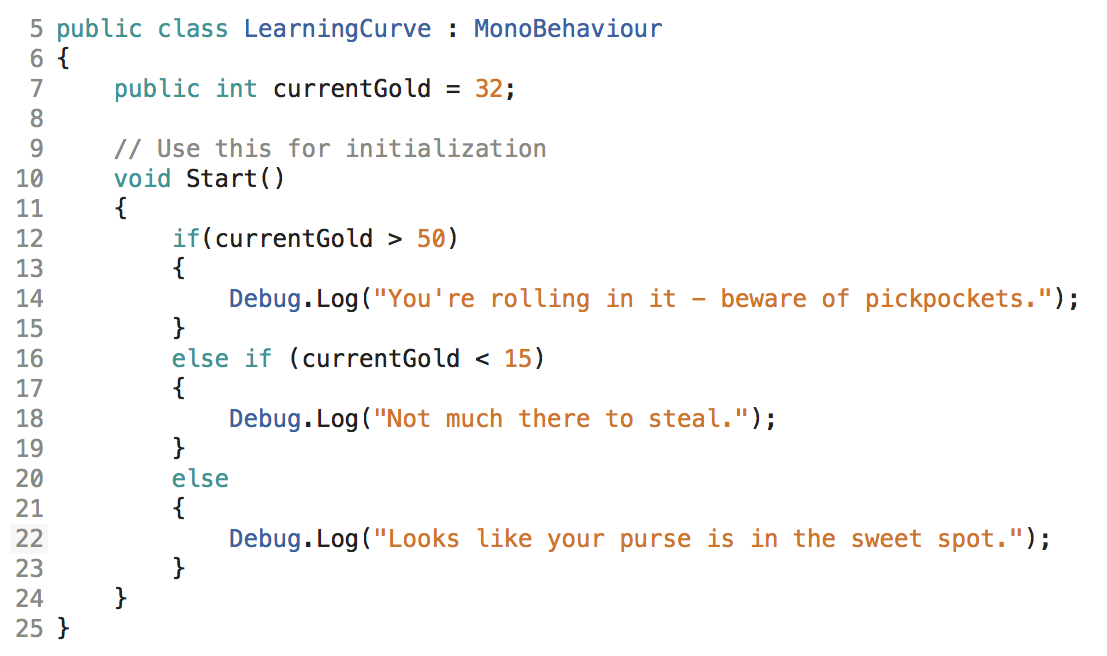 5 public class LearningCurve : MonoBehaviour
6 {
7     public int currentGold = 32;
8
9     // Use this for initialization
10     void Start()
11     {
12         if(currentGold > 50)
13         {
14             Debug.Log("You're rolling in it – beware of pickpockets.");
15         }
16         else if (currentGold < 15)
17         {
18             Debug.Log("Not much there to steal.");
19         }
20         else
21         {
22             Debug.Log("Looks like your purse is in the sweet spot.");
23         }
24     }
25 }